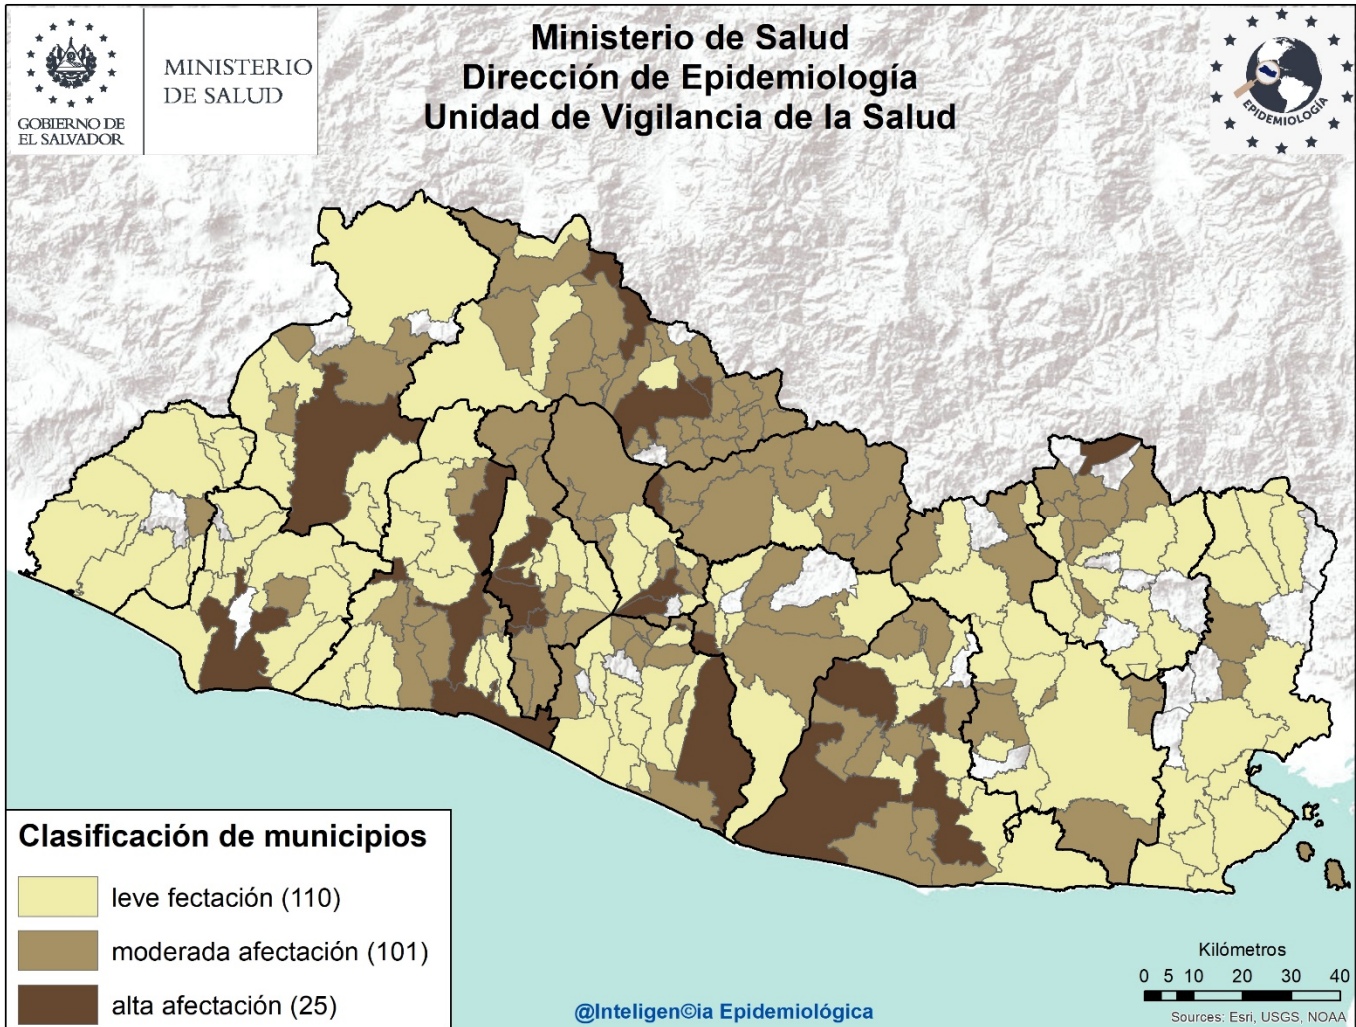 Ministerio de Salud
Dirección de Epidemiología
Unidad de Vigilancia de la Salud
GOBIERNO DE
EL SALVADOR
MINISTERIO
DE SALUD
EPIDEMIOLOGÍA
Clasificación de municipios
leve fectación (110)
moderada afectación (101)
alta afectación (25)
@Inteligen©ia Epidemiológica
Kilómetros
0 5 10 20 30 40
Sources: Esri, USGS, NOAA